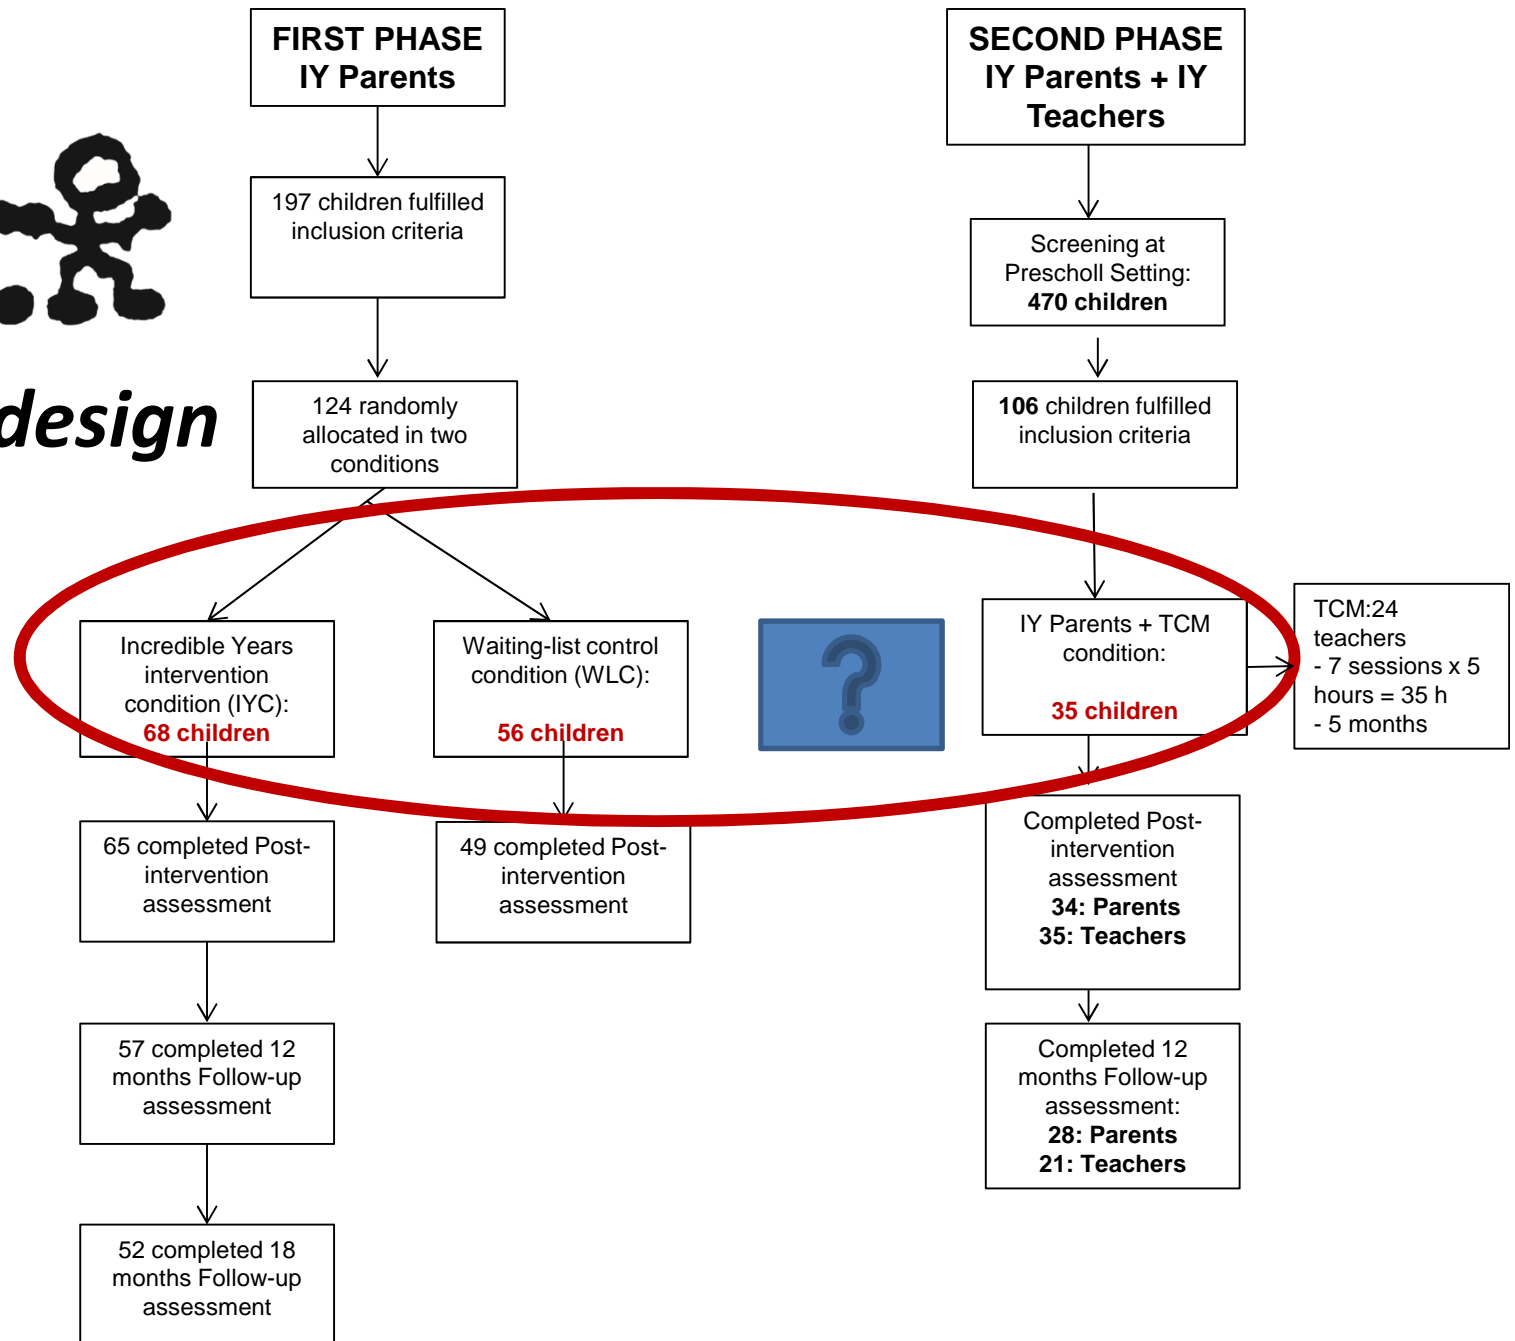 FIRST PHASE
IY Parents
197 children fulfilled
inclusion criteria
design
124 randomly
allocated in two
conditions
Incredible Years
intervention
condition (IYC):
68 children
Waiting-list control
condition (WLC):
56 children
65 completed Post-
intervention
assessment
49 completed Post-
intervention
assessment
57 completed 12
months Follow-up
assessment
52 completed 18
months Follow-up
assessment
?
SECOND PHASE
IY Parents + IY
Teachers
Screening at
Prescholl Setting:
470 children
106 children fulfilled
inclusion criteria
IY Parents + TCM
condition:
35 children
TCM:24
teachers
- 7 sessions x 5
hours = 35 h
- 5 months
Completed Post-
intervention
assessment
34: Parents
35: Teachers
Completed 12
months Follow-up
assessment:
28: Parents
21: Teachers